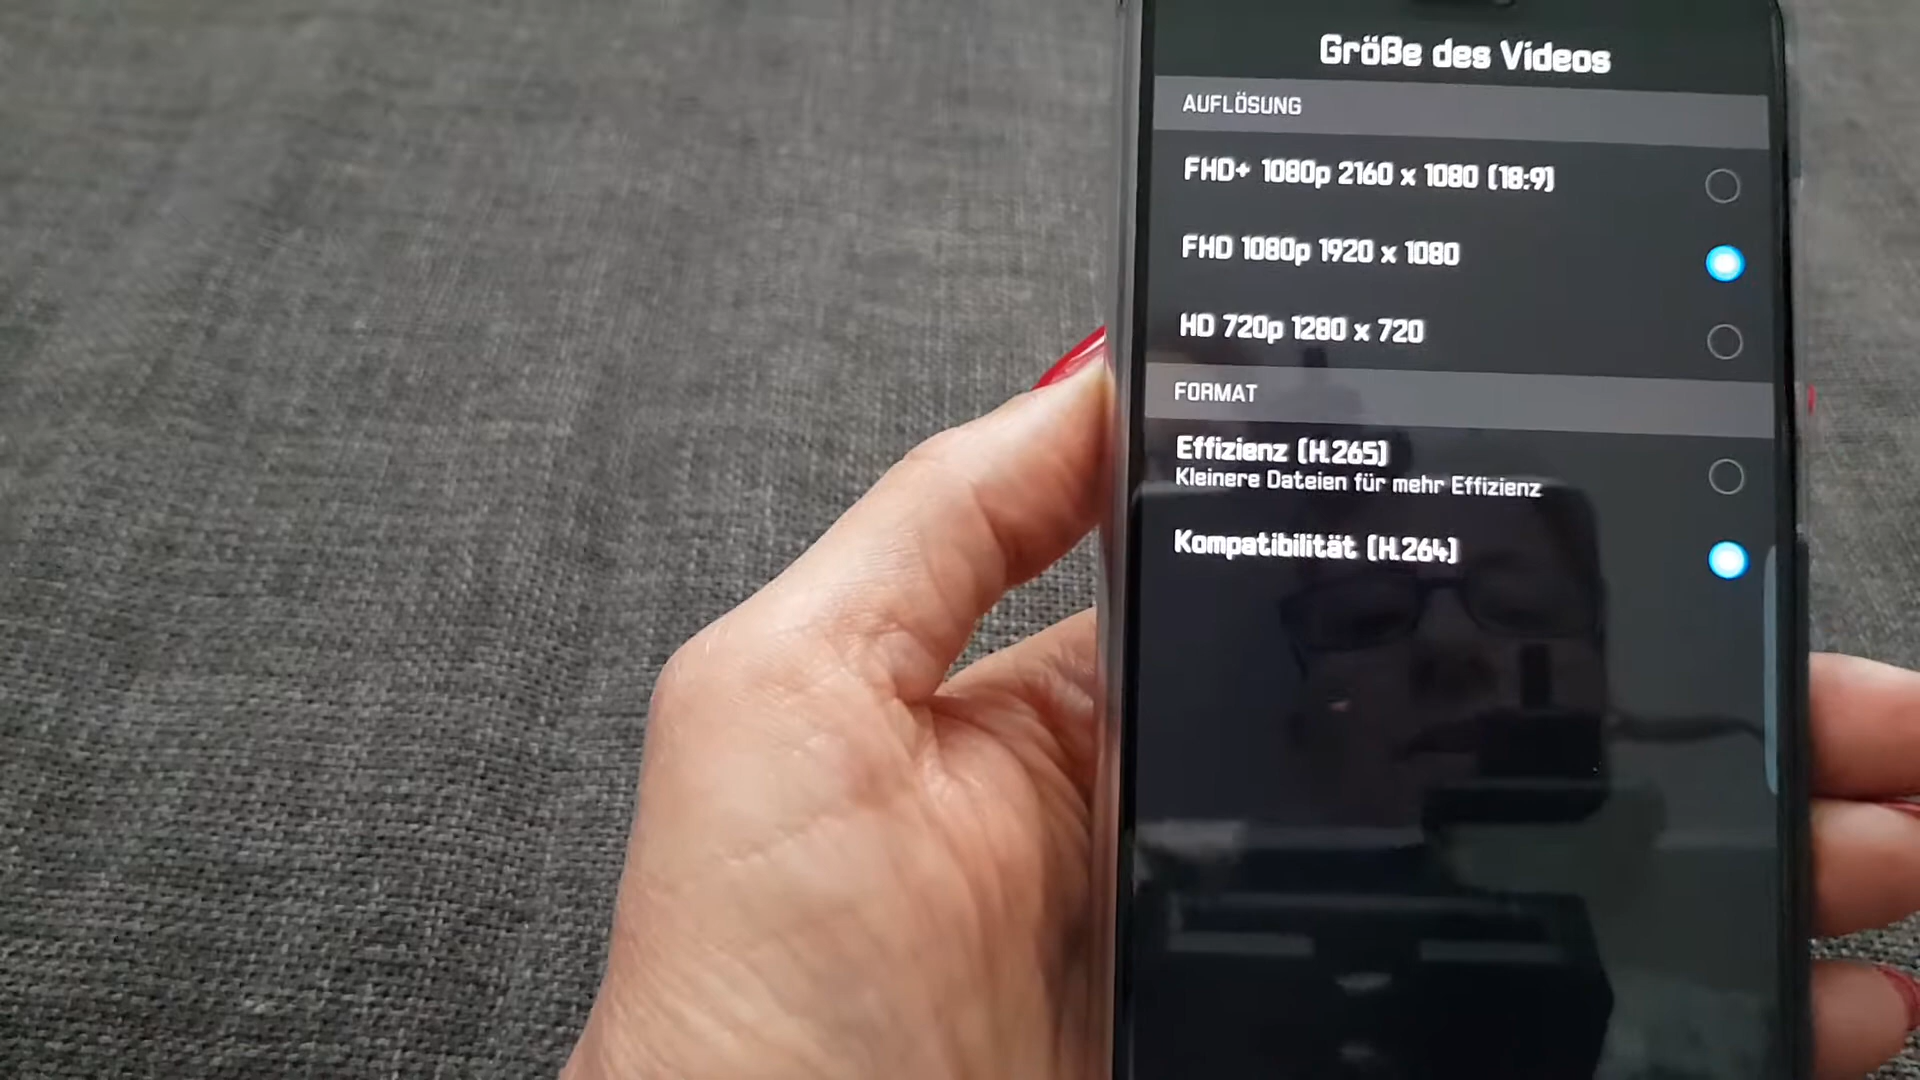 Größe des Videos
AUFLÖSUNG
FHD+ 1080p 2160 x 1080 (18:9)
FHD 1080p 1920 x 1080
HD 720p 1280 x 720
FORMAT
Effizienz (H.265)
Kleinere Dateien für mehr Effizienz
Kompatibilität (H.264)